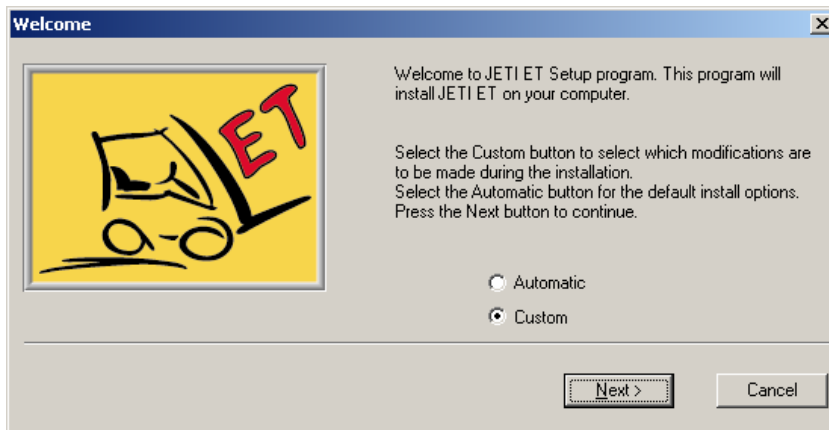 Welcome
ET
Welcome to JETI ET Setup program. This program will
install JETI ET on your computer.
Select the Custom button to select which modifications are
to be made during the installation.
Select the Automatic button for the default install options.
Press the Next button to continue.
Automatic
Custom
Next >
Cancel